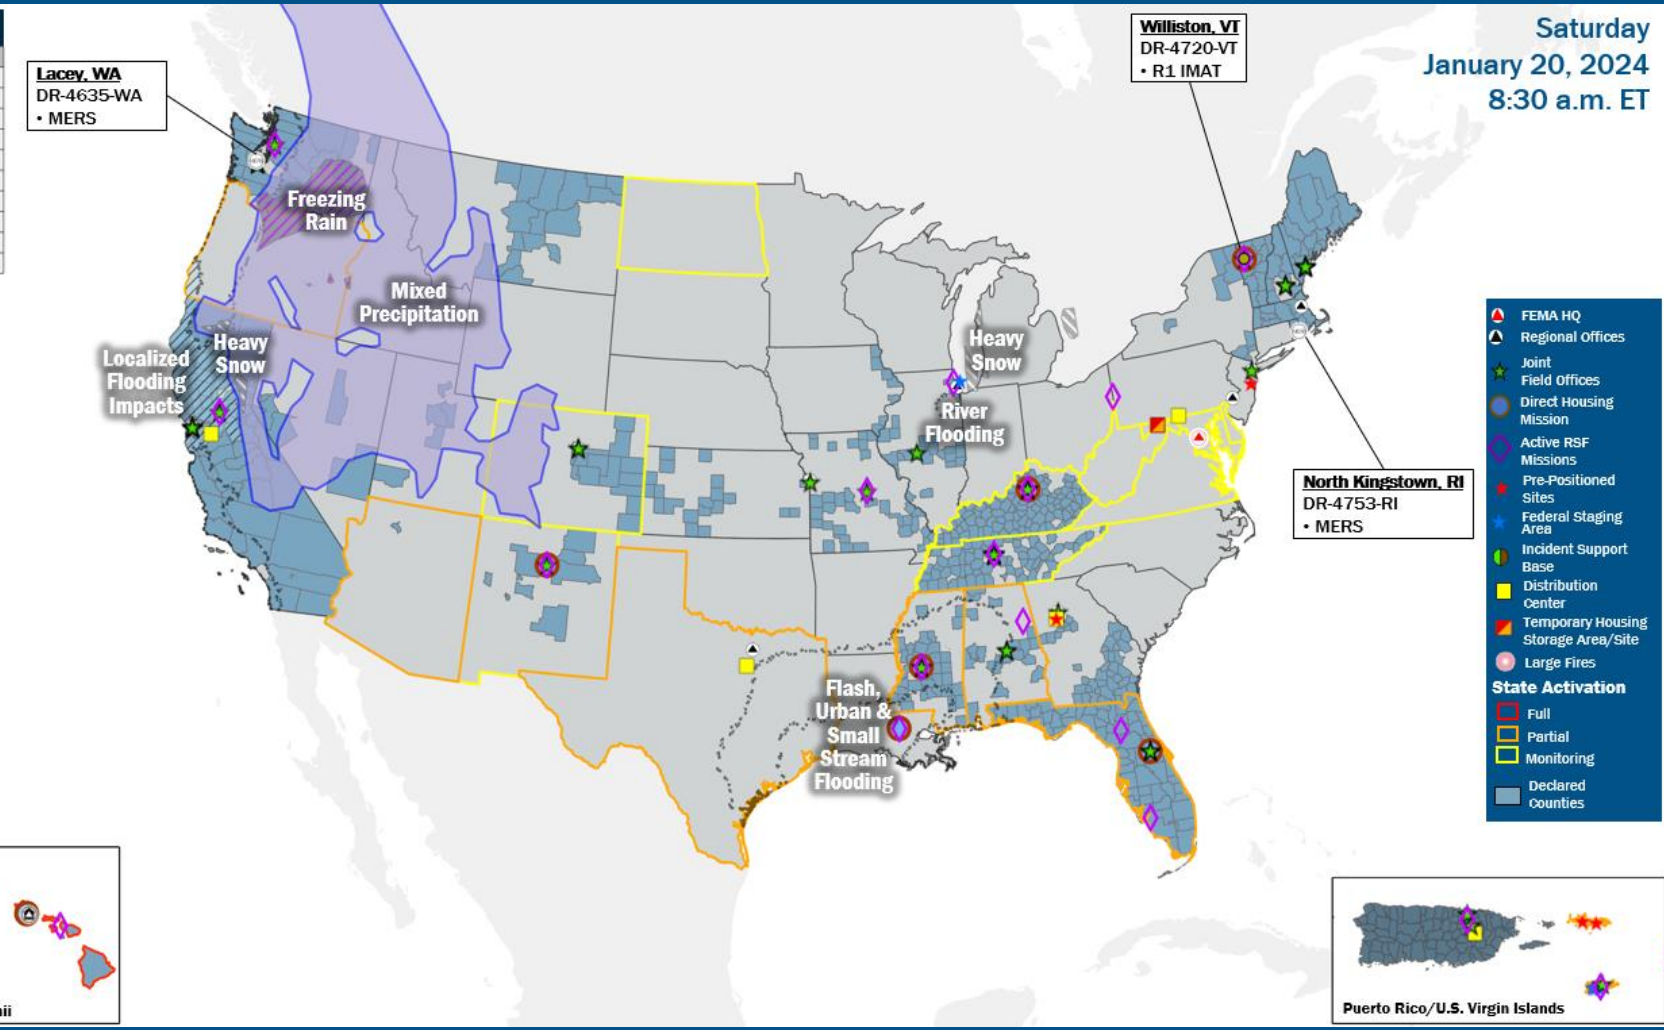 Saturday
January 20, 2024
8:30 a.m. ET
Williston, VT
DR-4720-VT
• R1 IMAT
Lacey, WA
DR-4635-WA
• MERS
Freezing
Rain
Mixed
Precipitation
Heavy
Snow
Localized
Flooding
Impacts
Heavy
Snow
River
Flooding
North Kingstown, RI
DR-4753-RI
• MERS
Flash,
Urban &
Small
Stream
Flooding
FEMA HQ
Regional Offices
Joint
Field Offices
Direct Housing
Mission
Active RSF
Missions
Pre-Positioned
Sites
Federal Staging
Area
Incident Support
Base
Distribution
Center
Temporary Housing
Storage Area/Site
Large Fires
State Activation
Full
Partial
Monitoring
Declared
Counties
Puerto Rico/U.S. Virgin Islands
ii